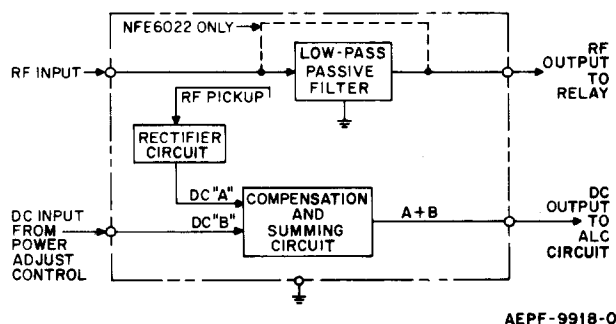 NFE6022 ONLY
RF INPUT
LOW-PASS
PASSIVE
FILTER
RF
OUTPUT
TO
RELAY
RF PICKUP
RECTIFIER
CIRCUIT
DC "A"
DC "B"
COMPENSATION
AND
SUMMING
CIRCUIT
A+B
DC INPUT
FROM
POWER
ADJUST
CONTROL
DC
OUTPUT
TO
ALC
CIRCUIT
AEPF-9918-O